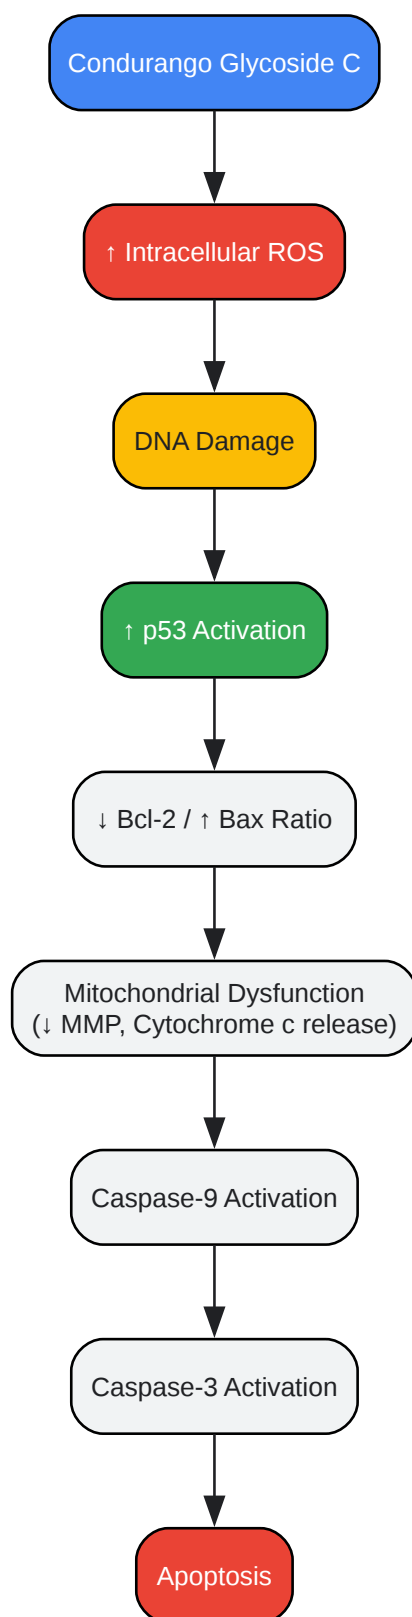 Condurango Glycoside C
↑ Intracellular ROS
DNA Damage
↑ p53 Activation
↓ Bcl-2 / ↑ Bax Ratio
Mitochondrial Dysfunction
(↓ MMP, Cytochrome c release)
Caspase-9 Activation
Caspase-3 Activation
Apoptosis